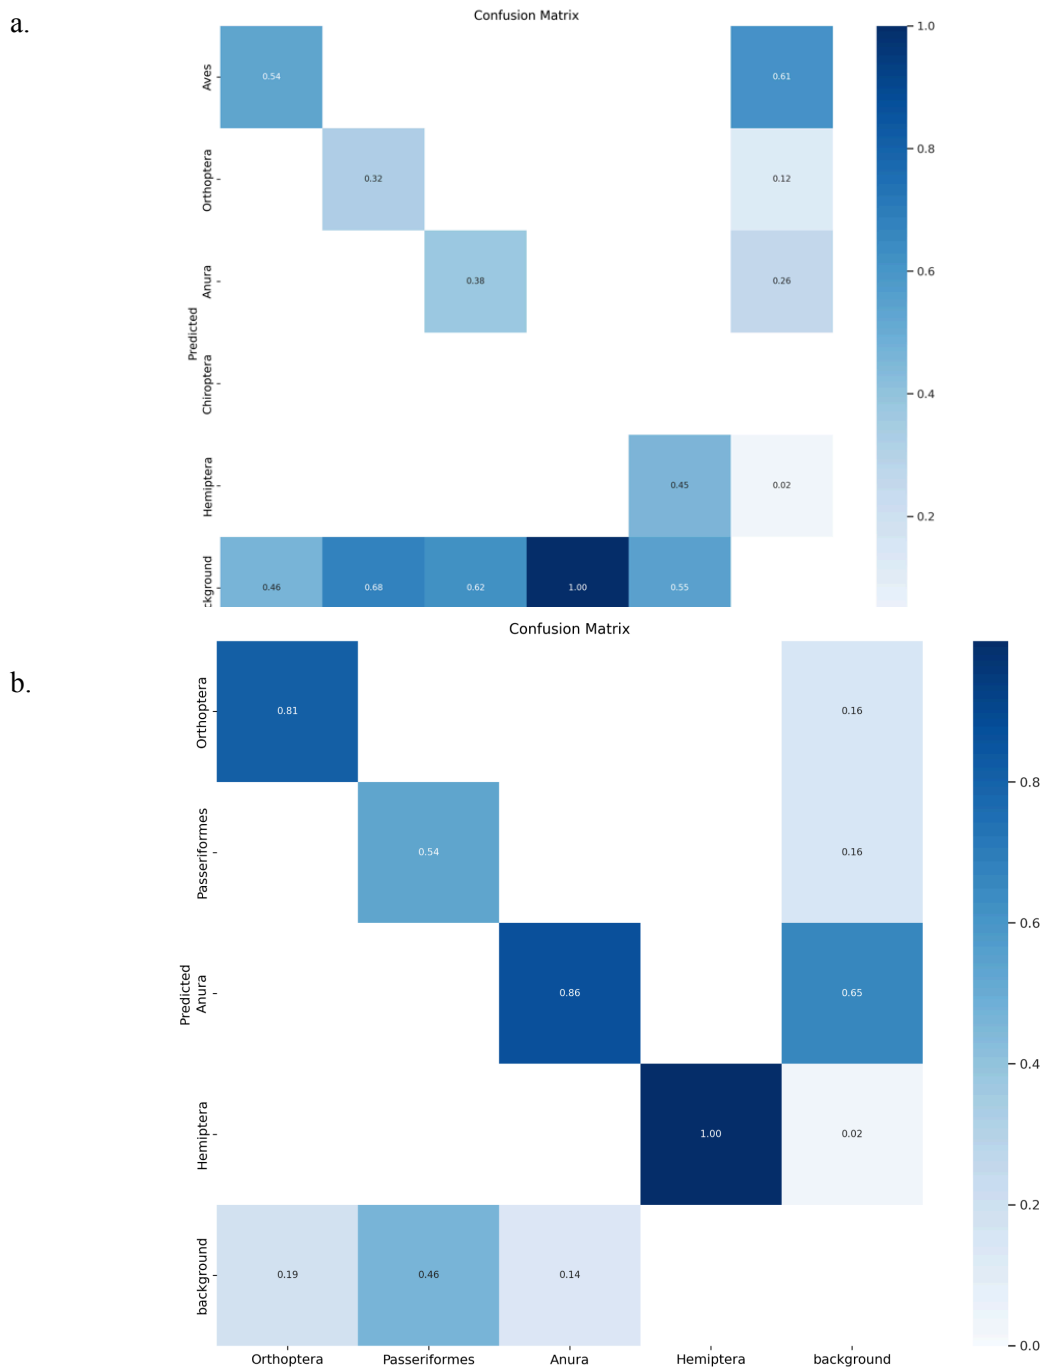 a.
Confusion Matrix
Aves
0.54
0.61
Orthoptera
0.32
0.12
Anura
0.38
0.26
Predicted
Chiroptera
Hemiptera
0.45
0.02
ckground
0.46
0.68
0.62
1.00
0.55
1.0
0.8
0.6
0.4
0.2
b.
Confusion Matrix
Orthoptera
0.81
0.16
Passeriformes
0.54
0.16
Predicted
Anura
0.86
0.65
Hemiptera
1.00
0.02
background
0.19
0.46
0.14
0.8
0.6
0.4
0.2
0.0
Orthoptera
Passeriformes
Anura
Hemiptera
background